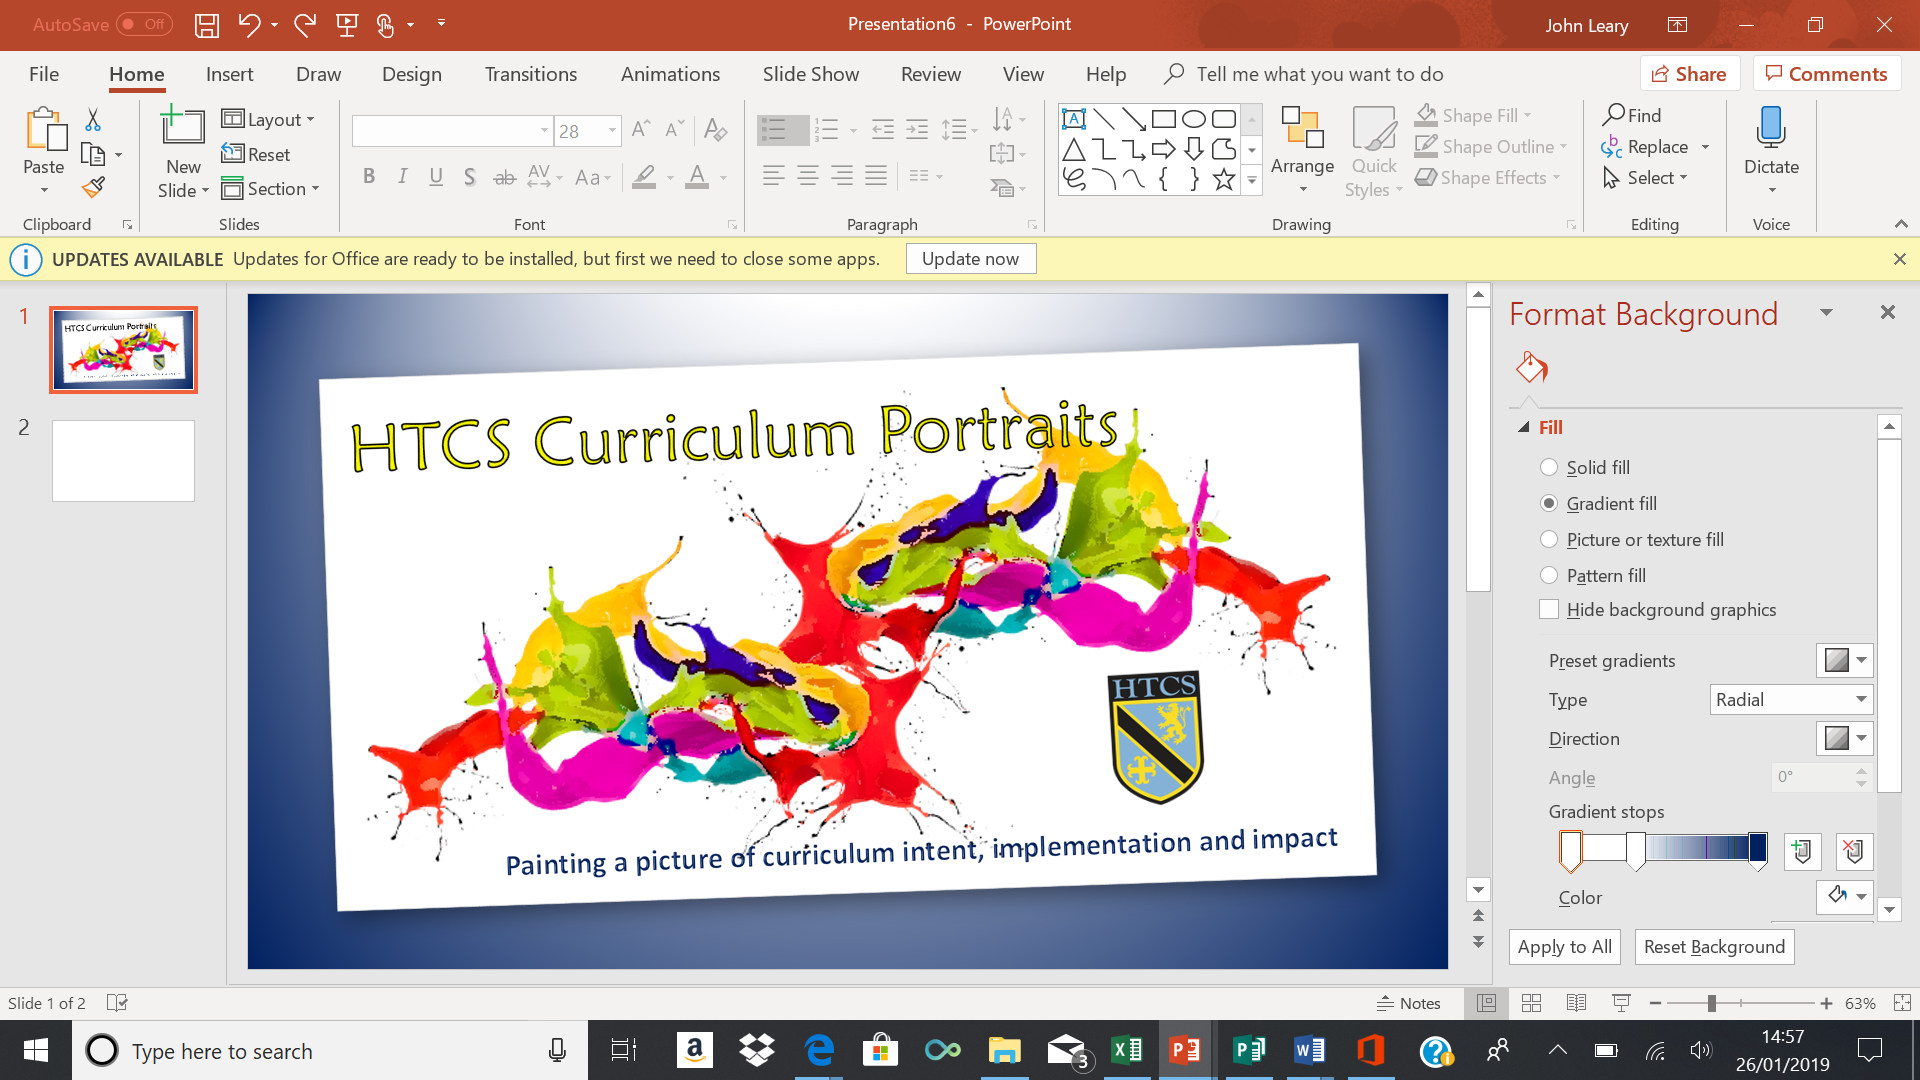 AutoSave Off
Presentation6 - PowerPoint
John Leary
File Home Insert Draw Design Transitions Animations Slide Show Review View Help Tell me what you want to do
Share Comments
Paste
New Slide
Layout
Reset
Section
28
B I U S ab AV Aa A
Arrange
Quick Styles
Shape Fill
Shape Outline
Shape Effects
Find
Replace
Select
Dictate
Clipboard Slides Font Paragraph Drawing Editing Voice
UPDATES AVAILABLE Updates for Office are ready to be installed, but first we need to close some apps. Update now
1
HTCS Curriculum Portraits
2
HTCS Curriculum Portraits
HTCS
Painting a picture of curriculum intent, implementation and impact
Format Background
Fill
Solid fill
Gradient fill
Picture or texture fill
Pattern fill
Hide background graphics
Preset gradients
Type Radial
Direction
Angle 0°
Gradient stops
Color
Apply to All Reset Background
Slide 1 of 2
Notes
63%
Type here to search
3
14:57
26/01/2019